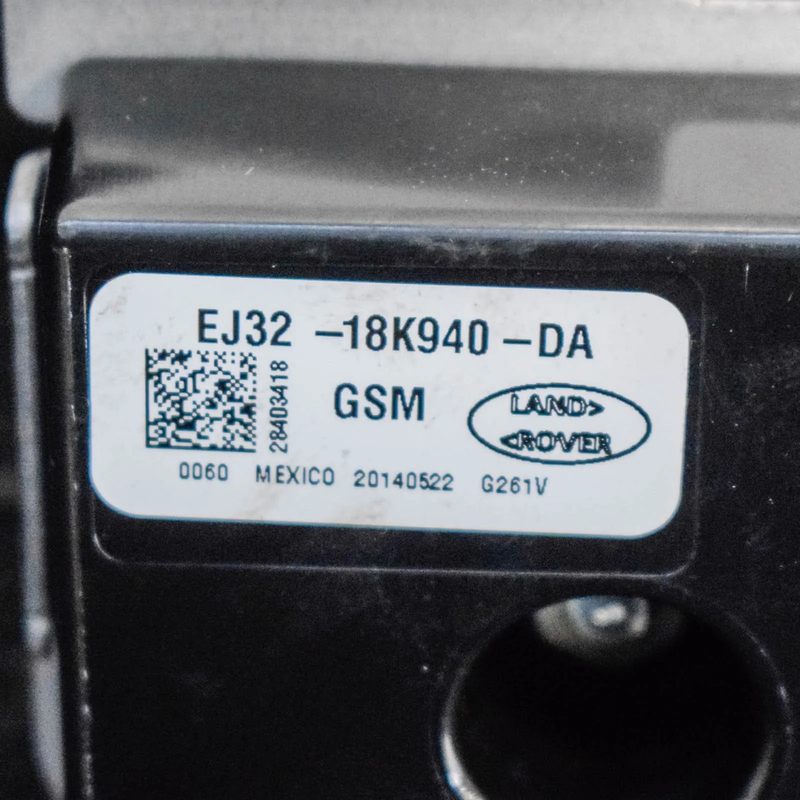 EJ32 –18K940 –DA
28403418
GSM
LAND>
<ROVER
0060 MEXICO 20140522 G261V